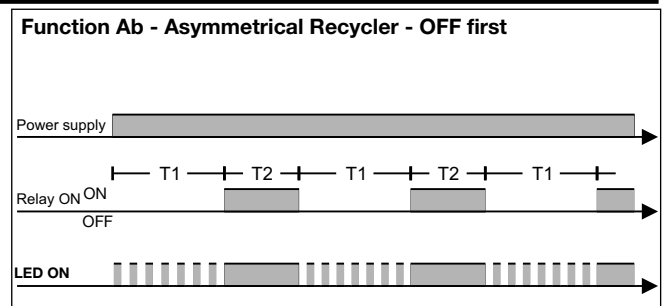 Function Ab - Asymmetrical Recycler - OFF first
Power supply
T1 T2 T1 T2 T1
Relay ON ON
OFF
LED ON